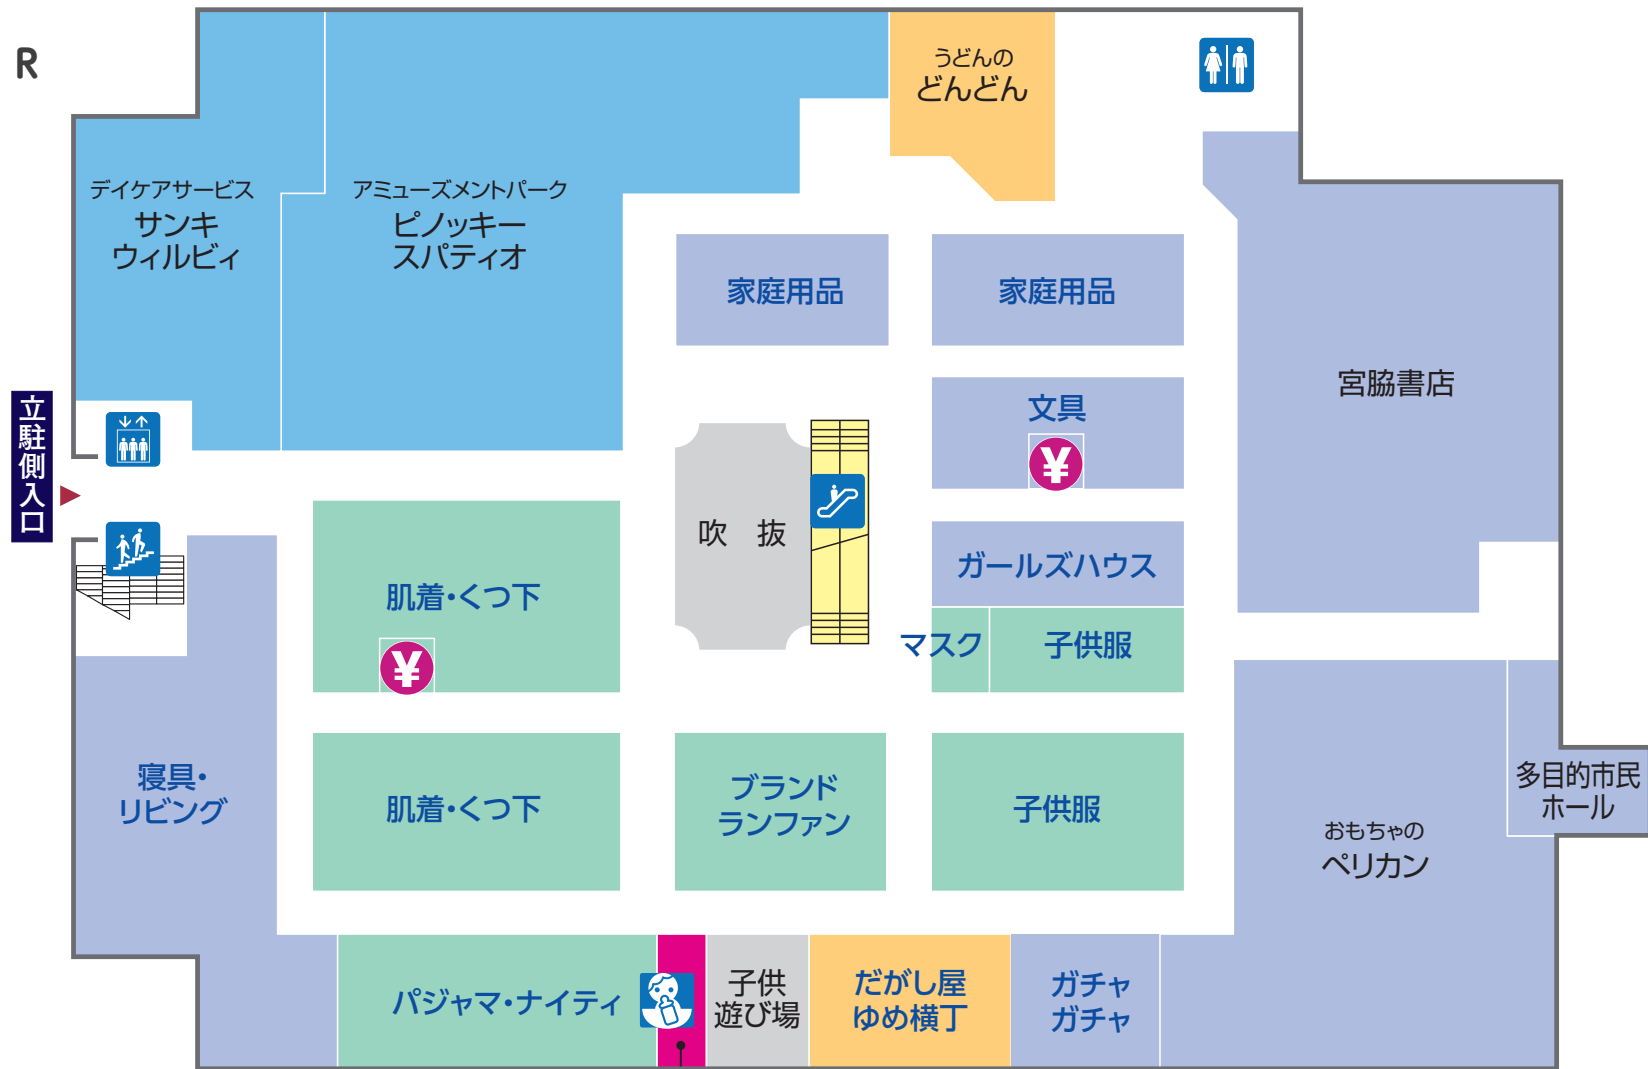 R
うどんの
どんどん
デイケアサービス
サンキ
ウィルビィ
アミューズメントパーク
ピノッキー
スパティオ
家庭用品
家庭用品
宮脇書店
立駐側入口
文具
¥
吹 抜
ガールズハウス
肌着・くつ下
¥
マスク
子供服
寝具・
リビング
肌着・くつ下
ブランド
ランファン
子供服
多目的市民
ホール
おもちゃの
ペリカン
パジャマ・ナイティ
子供
遊び場
だがし屋
ゆめ横丁
ガチャ
ガチャ